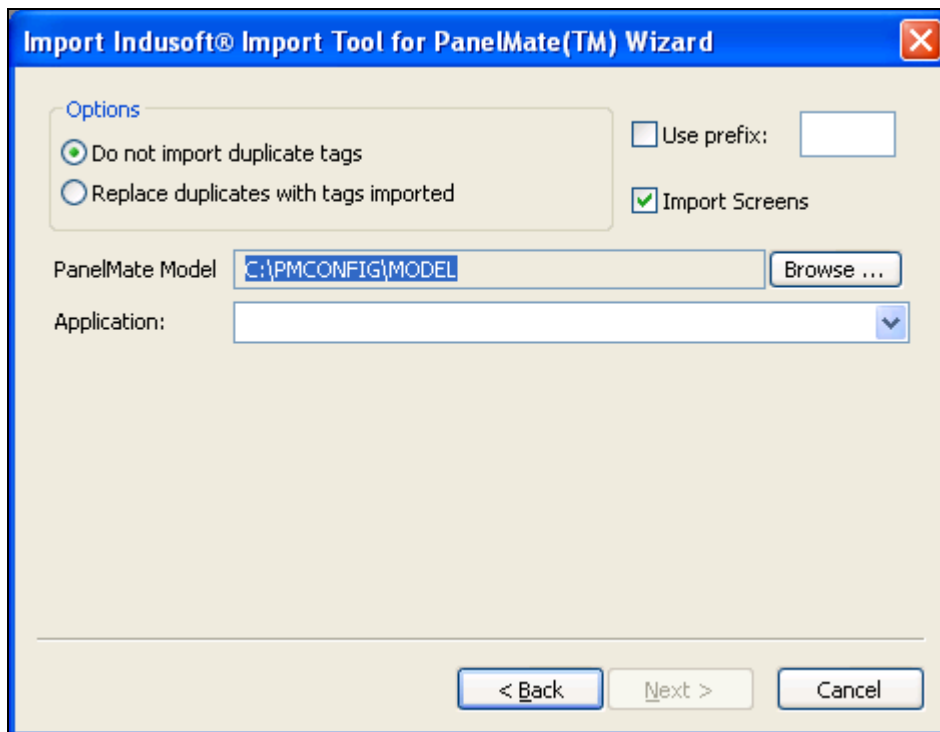 Import Indusoft® Import Tool for PanelMate(TM) Wizard
Options
Do not import duplicate tags
Replace duplicates with tags imported
Use prefix:
Import Screens
PanelMate Model C:\PMCONFIG\MODEL Browse ...
Application:
< Back Next > Cancel